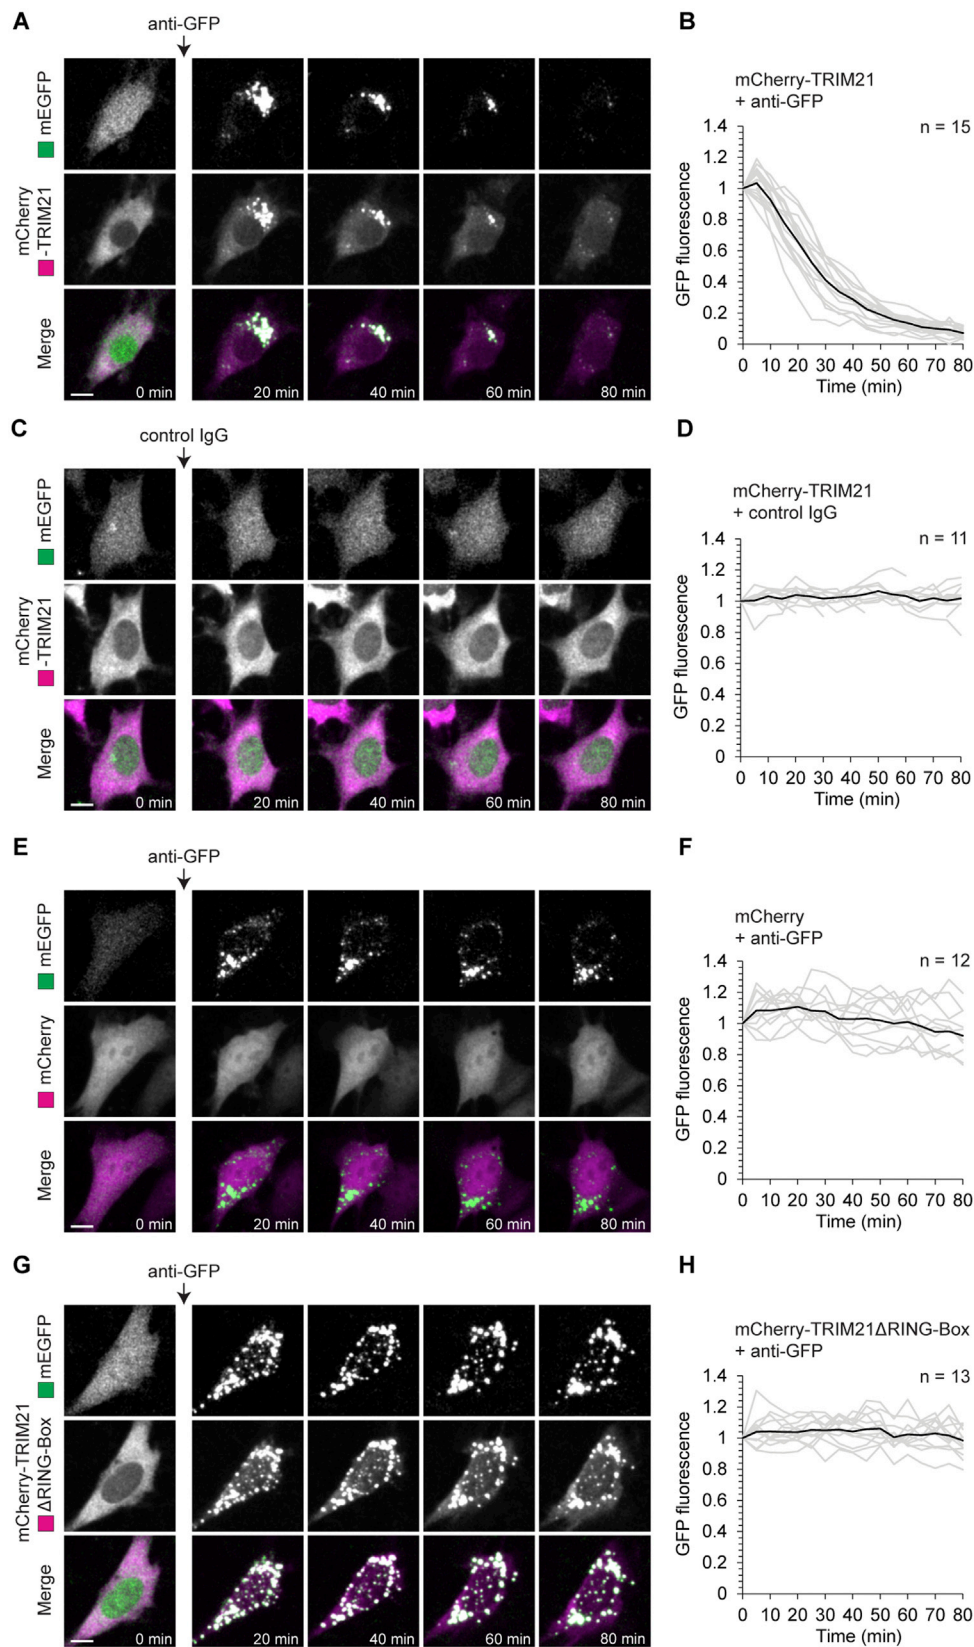 A
anti-GFP
mEGFP
mCherry
-TRIM21
Merge
0 min
20 min
40 min
60 min
80 min
B
mCherry-TRIM21
+ anti-GFP
n = 15
GFP fluorescence
1.4
1.2
1
0.8
0.6
0.4
0.2
0
0 10 20 30 40 50 60 70 80
Time (min)
C
control IgG
mEGFP
mCherry
-TRIM21
Merge
0 min
20 min
40 min
60 min
80 min
D
mCherry-TRIM21
+ control IgG
n = 11
GFP fluorescence
1.4
1.2
1
0.8
0.6
0.4
0.2
0
0 10 20 30 40 50 60 70 80
Time (min)
E
anti-GFP
mEGFP
mCherry
Merge
0 min
20 min
40 min
60 min
80 min
F
mCherry
+ anti-GFP
n = 12
GFP fluorescence
1.4
1.2
1
0.8
0.6
0.4
0.2
0
0 10 20 30 40 50 60 70 80
Time (min)
G
anti-GFP
mEGFP
mCherry-TRIM21
ΔRING-Box
Merge
0 min
20 min
40 min
60 min
80 min
H
mCherry-TRIM21ΔRING-Box
+ anti-GFP
n = 13
GFP fluorescence
1.4
1.2
1
0.8
0.6
0.4
0.2
0
0 10 20 30 40 50 60 70 80
Time (min)